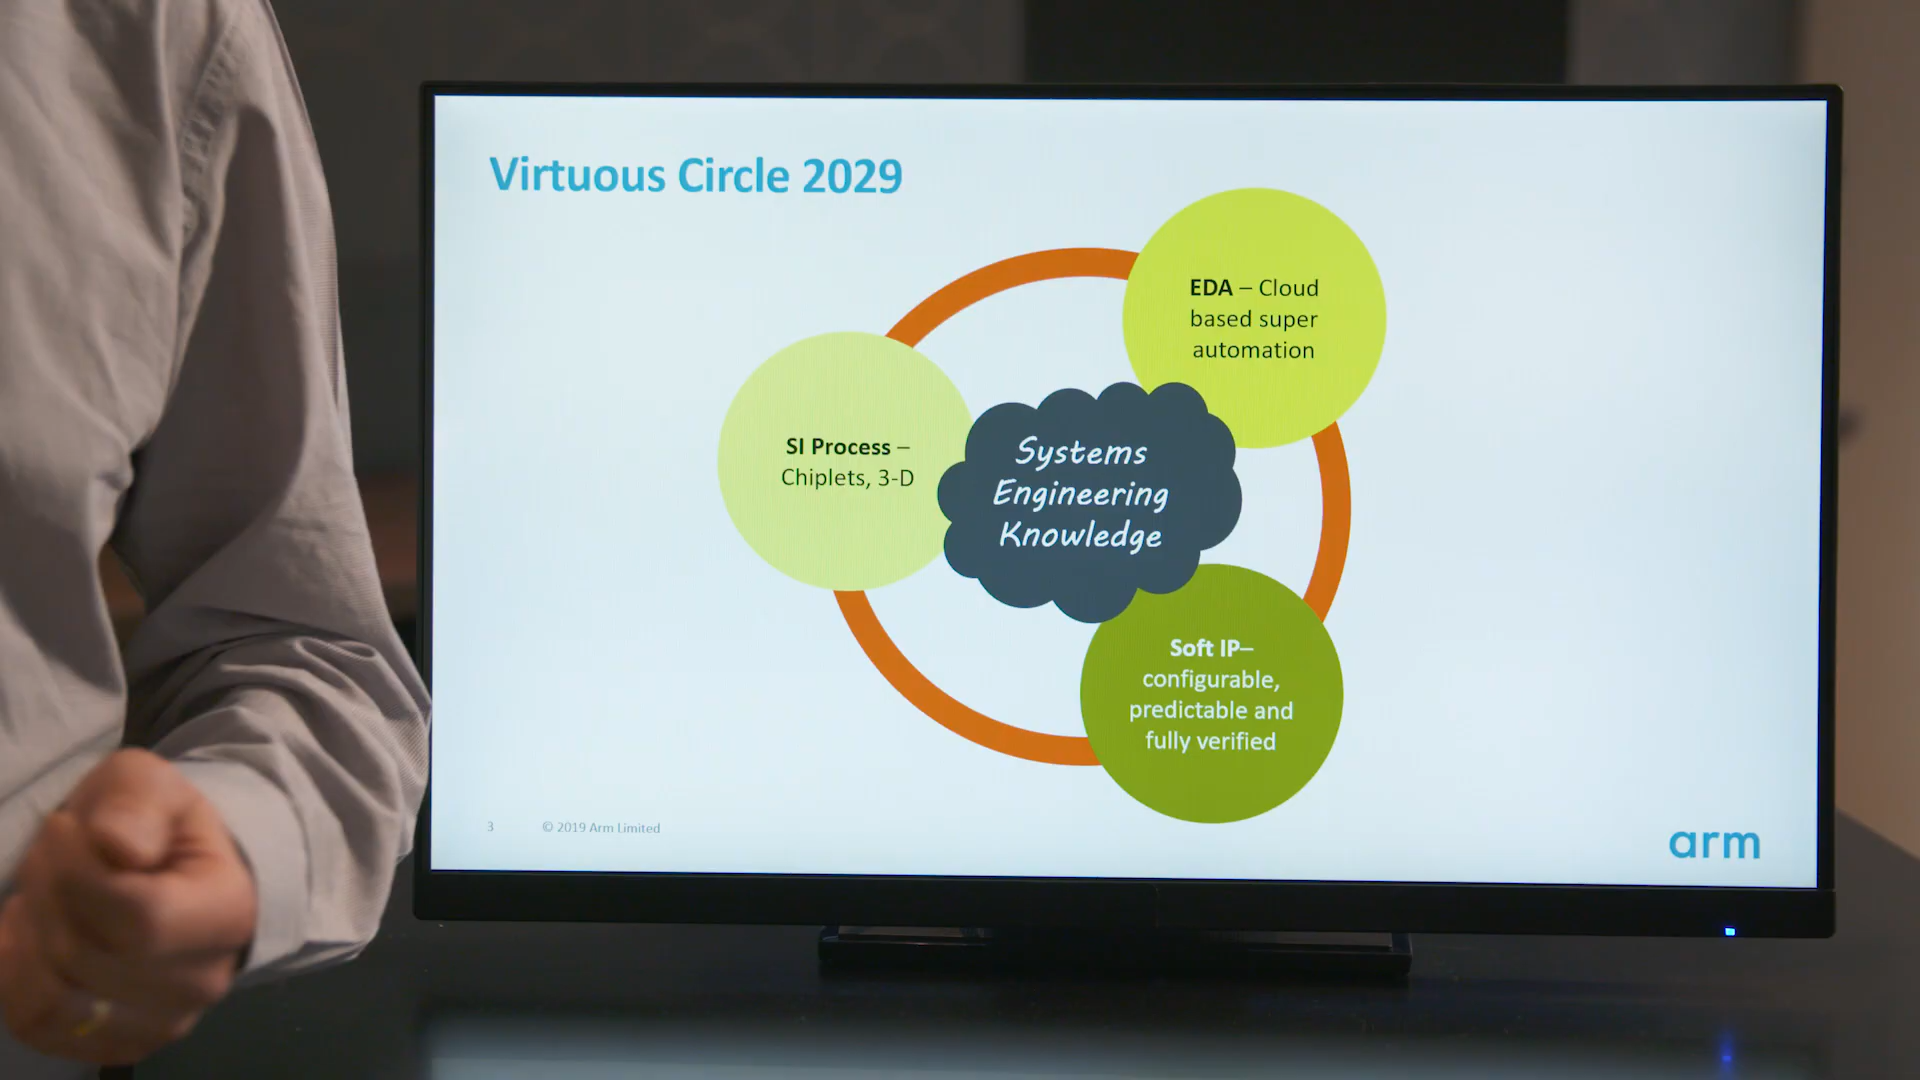 Virtuous Circle 2029
EDA – Cloud
based super
automation
SI Process –
Chiplets, 3-D
Systems
Engineering
Knowledge
Soft IP–
configurable,
predictable and
fully verified
3 © 2019 Arm Limited
arm